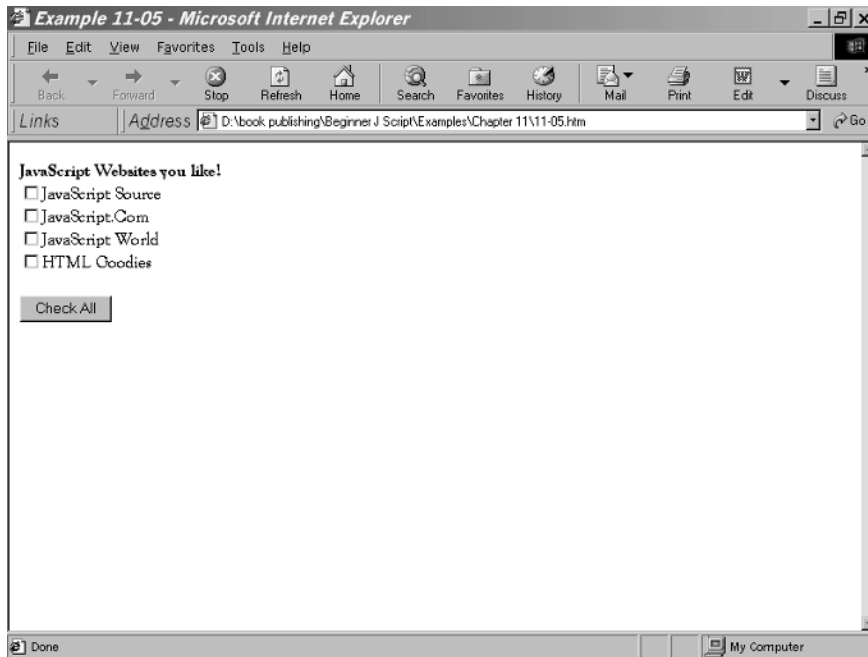 Example 11-05 - Microsoft Internet Explorer
File Edit View Favorites Tools Help
Back Forward Stop Refresh Home Search Favorites History Mail Print Edit Discuss
Links Address D:\book publishing\Beginner J Script\Examples\Chapter 11\11-05.htm Go
JavaScript Websites you like!
JavaScript Source
JavaScript.Com
JavaScript World
HTML Goodies
Check All
Done My Computer